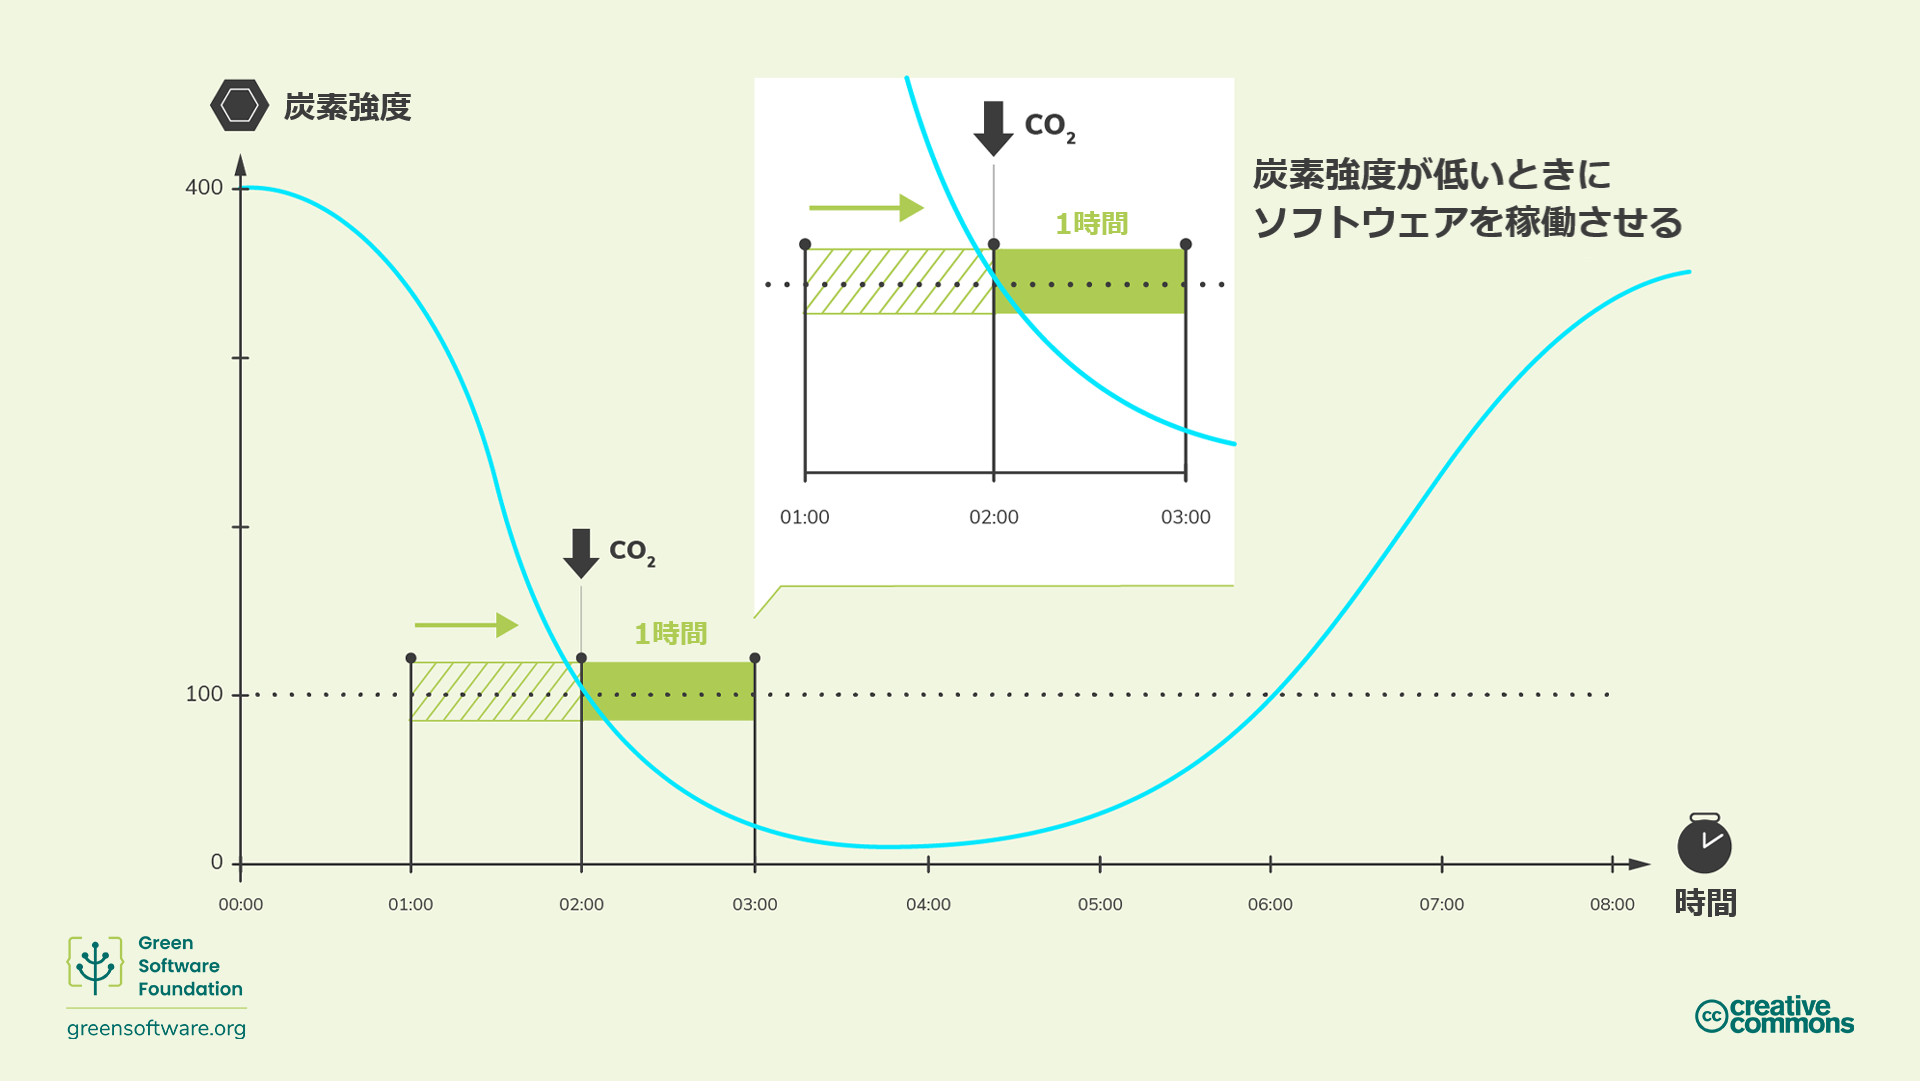 炭素強度
400
100
0
CO2
1時間
CO2
1時間
01:00
02:00
03:00
炭素強度が低いときに
ソフトウェアを稼働させる
00:00
01:00
02:00
03:00
04:00
05:00
06:00
07:00
08:00
時間
Green
Software
Foundation
greensoftware.org
cc creative
commons